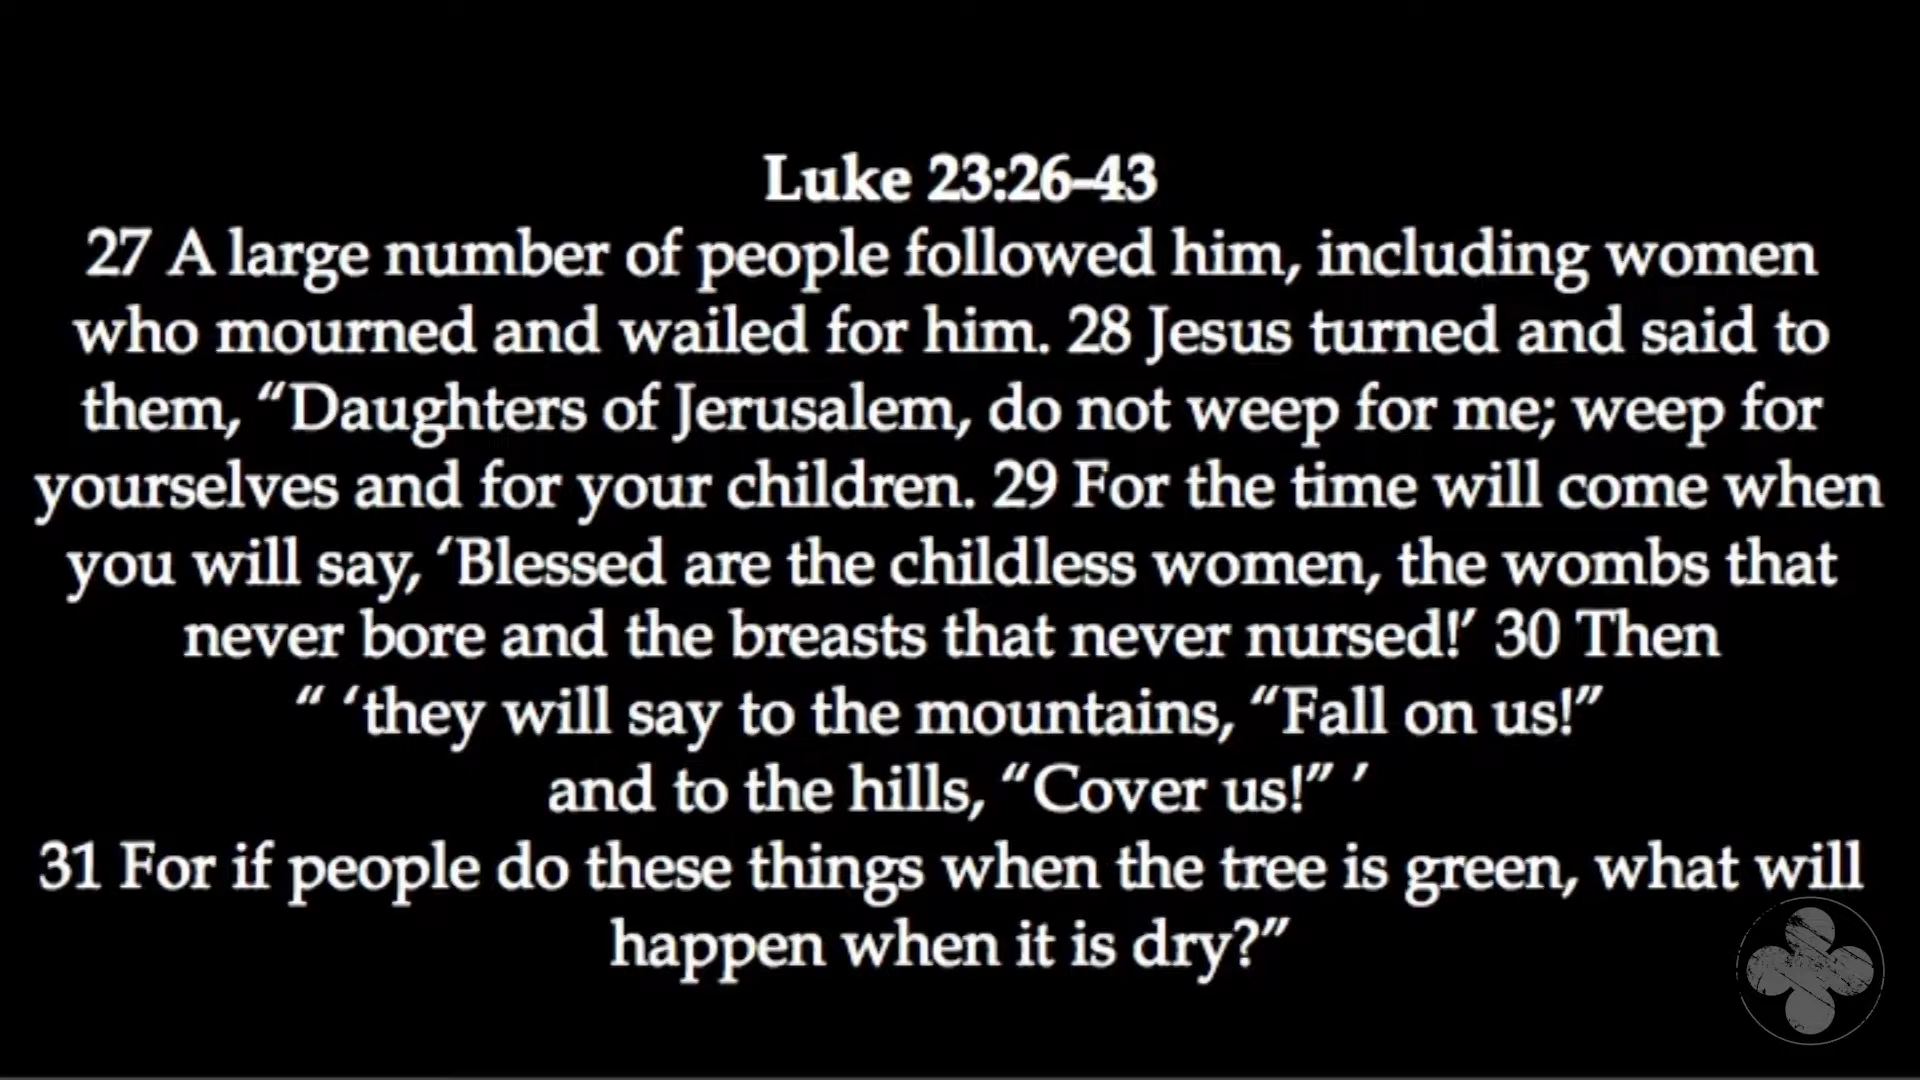 Luke 23:26-43
27 A large number of people followed him, including women
who mourned and wailed for him. 28 Jesus turned and said to
them, “Daughters of Jerusalem, do not weep for me; weep for
yourselves and for your children. 29 For the time will come when
you will say, ‘Blessed are the childless women, the wombs that
never bore and the breasts that never nursed!’ 30 Then
“ ‘they will say to the mountains, “Fall on us!”
and to the hills, “Cover us!” ’
31 For if people do these things when the tree is green, what will
happen when it is dry?”